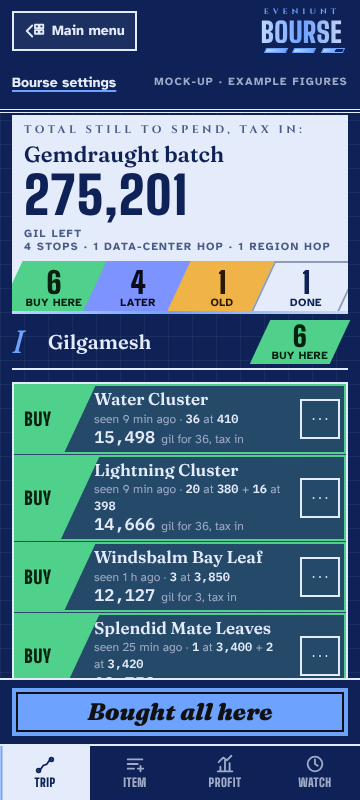 Main menu
EVENIUNT
BOURSE
Bourse settings
MOCK-UP · EXAMPLE FIGURES
TOTAL STILL TO SPEND, TAX IN:
Gemdraught batch
275,201
GIL LEFT
4 STOPS · 1 DATA-CENTER HOP · 1 REGION HOP
6
BUY HERE
4
LATER
1
OLD
1
DONE
I
Gilgamesh
6
BUY HERE
BUY
Water Cluster
seen 9 min ago · 36 at 410
15,498 gil for 36, tax in
...
BUY
Lightning Cluster
seen 9 min ago · 20 at 380 + 16 at
398
14,666 gil for 36, tax in
...
BUY
Windsbalm Bay Leaf
seen 1 h ago · 3 at 3,850
12,127 gil for 3, tax in
...
BUY
Splendid Mate Leaves
seen 25 min ago · 1 at 3,400 + 2
at 3,420
...
Bought all here
TRIP
ITEM
PROFIT
WATCH